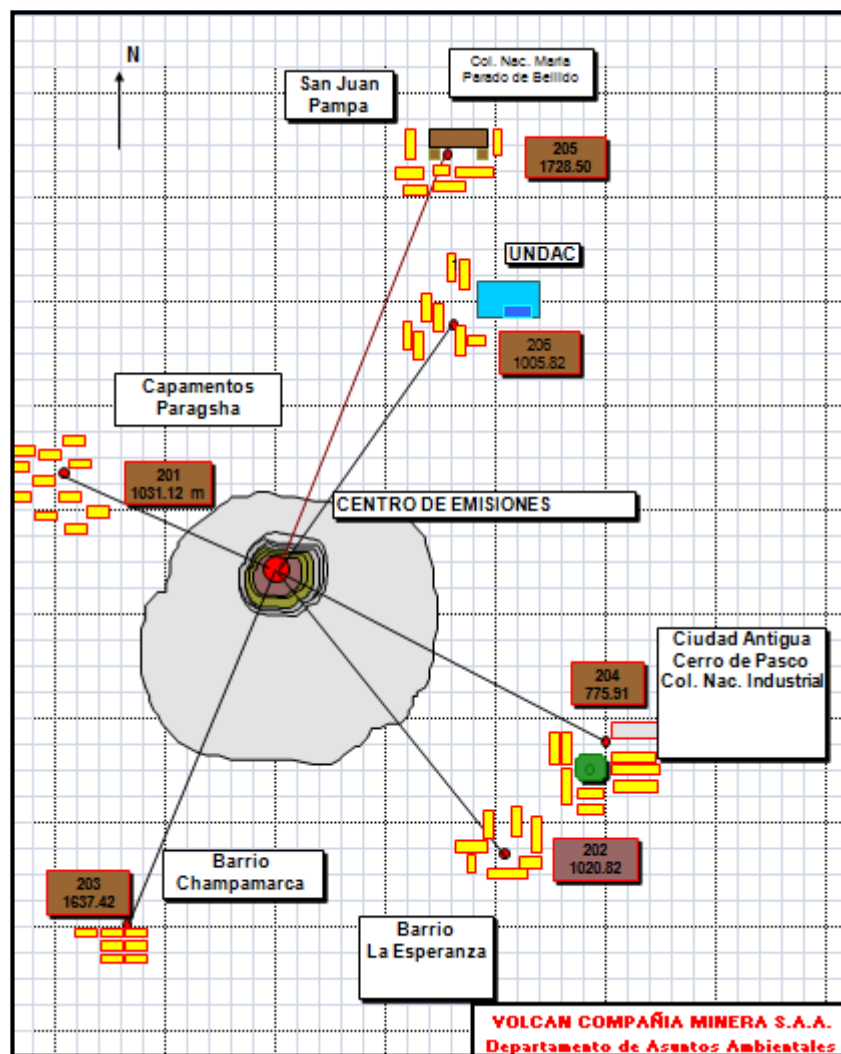 N
Col. Nac. Maria
Parado de Bellido
San Juan
Pampa
205
1728.50
UNDAC
206
1005.82
Capamentos
Paragsha
201
1031.12 m
CENTRO DE EMISIONES
Ciudad Antigua
Cerro de Pasco
Col. Nac. Industrial
204
775.91
202
1020.82
Barrio
Champamarca
203
1637.42
Barrio
La Esperanza
VOLCAN COMPAÑIA MINERA S.A.A.
Departamento de Asuntos Ambientales